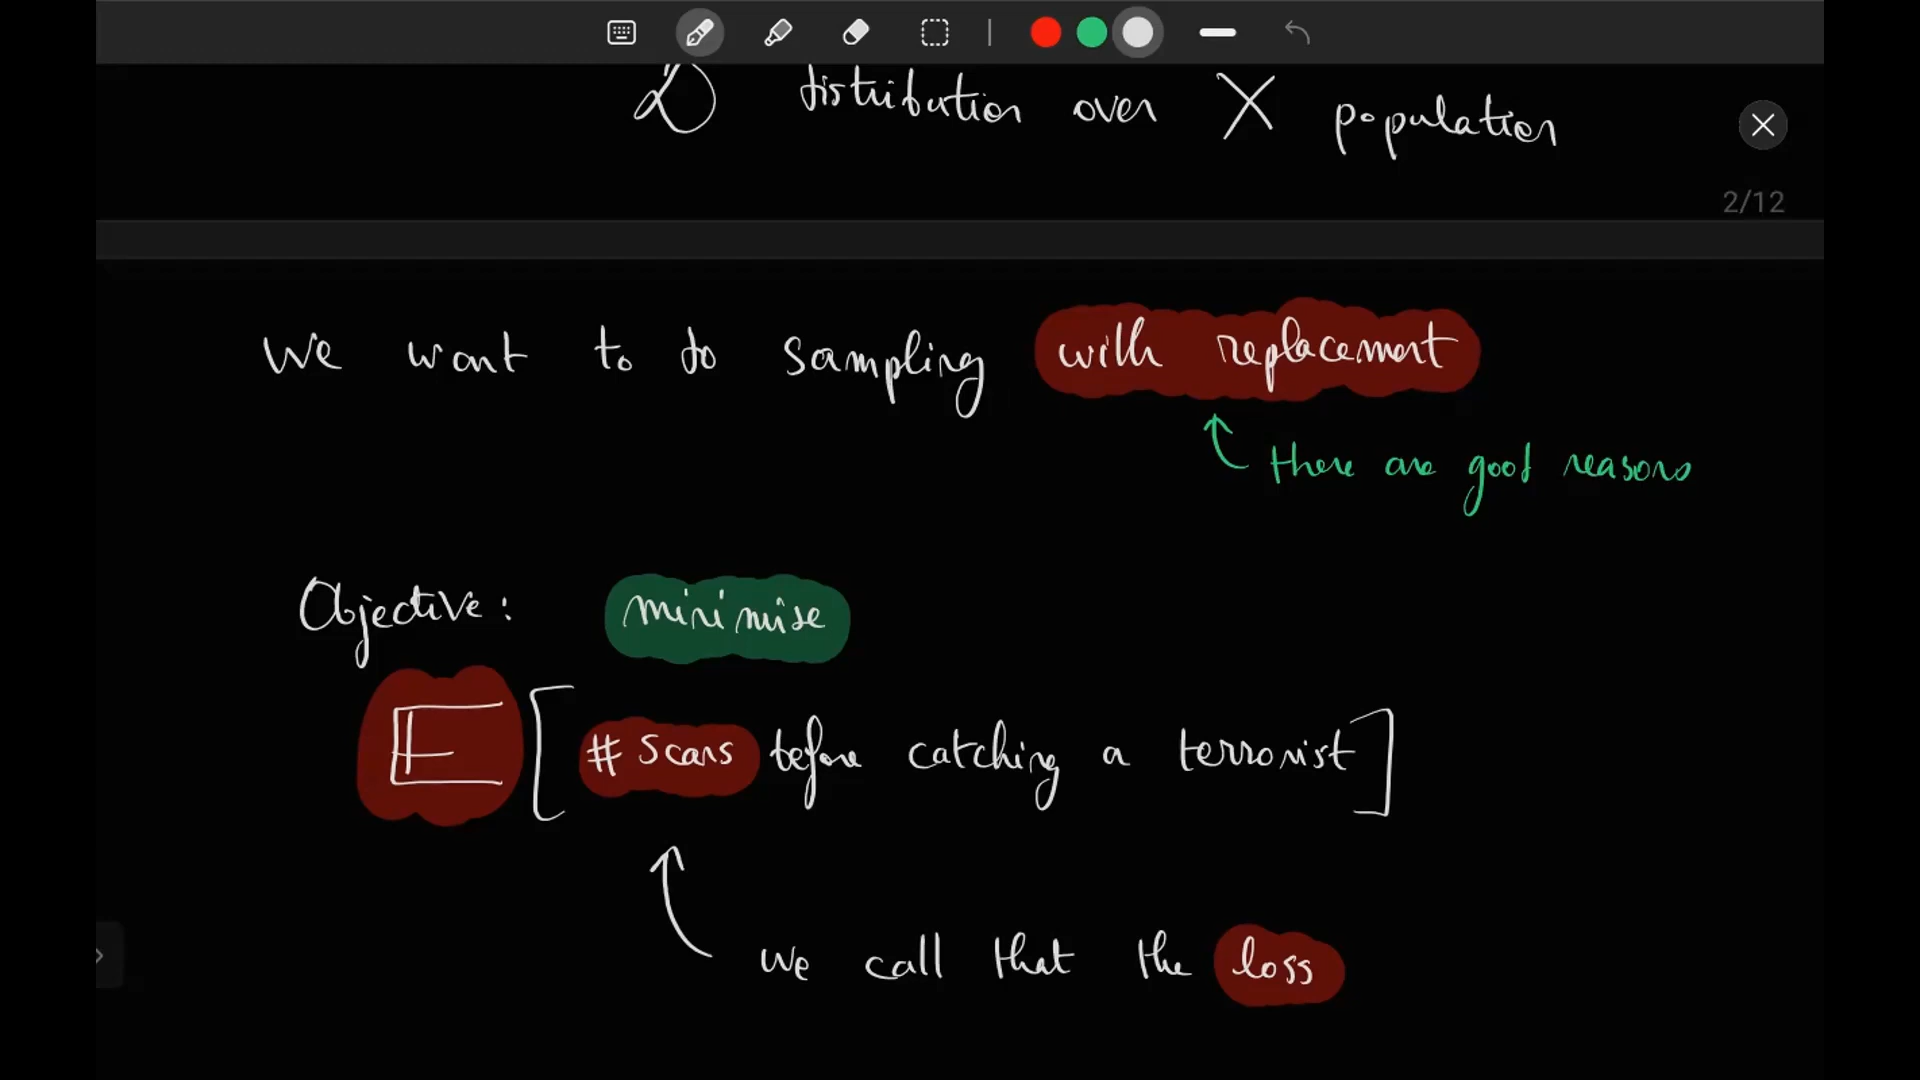 D distribution over X population
2/12
We want to do sampling with replacement
there are good reasons
Objective: minimise
E [ # scans before catching a terrorist ]
we call that the loss